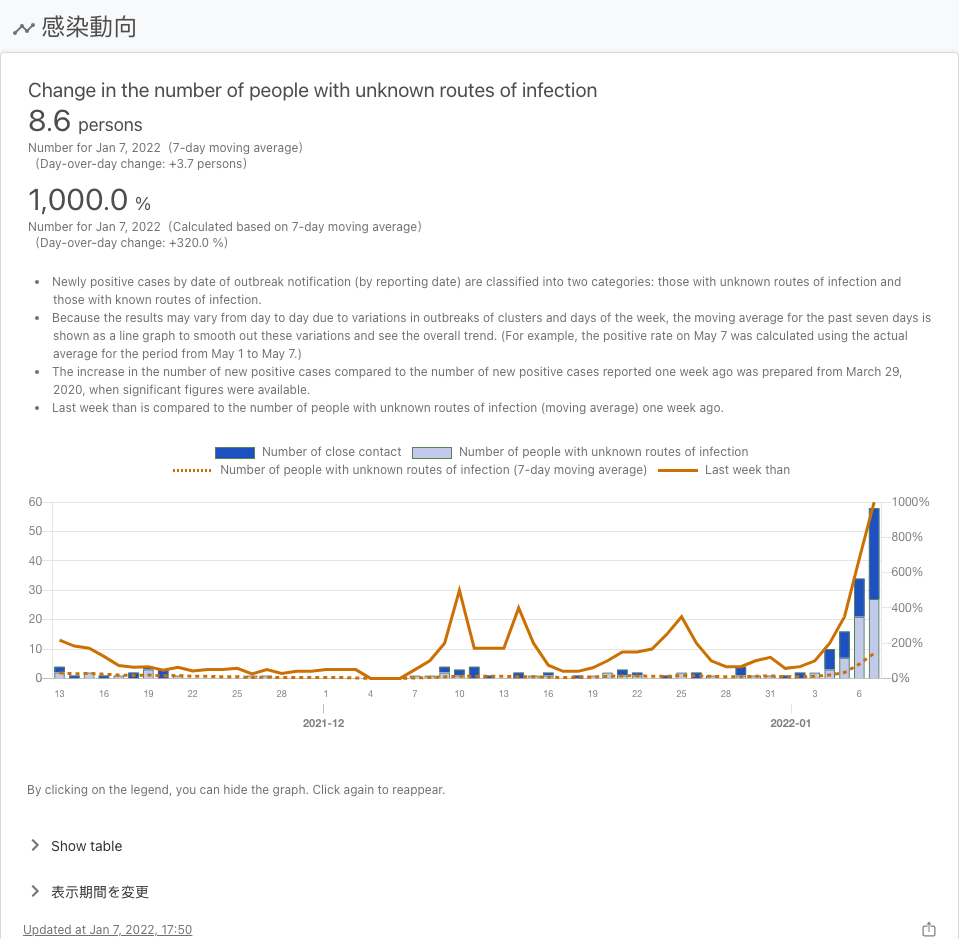 感染動向
Change in the number of people with unknown routes of infection
8.6 persons
Number for Jan 7, 2022 (7-day moving average)
(Day-over-day change: +3.7 persons)
1,000.0 %
Number for Jan 7, 2022 (Calculated based on 7-day moving average)
(Day-over-day change: +320.0 %)
• Newly positive cases by date of outbreak notification (by reporting date) are classified into two categories: those with unknown routes of infection and
those with known routes of infection.
• Because the results may vary from day to day due to variations in outbreaks of clusters and days of the week, the moving average for the past seven days is
shown as a line graph to smooth out these variations and see the overall trend. (For example, the positive rate on May 7 was calculated using the actual
average for the period from May 1 to May 7.)
• The increase in the number of new positive cases compared to the number of new positive cases reported one week ago was prepared from March 29,
2020, when significant figures were available.
• Last week than is compared to the number of people with unknown routes of infection (moving average) one week ago.
Number of close contact Number of people with unknown routes of infection
Number of people with unknown routes of infection (7-day moving average) Last week than
60 1000%
50 800%
40 600%
30 400%
20 200%
10 0%
0
13 16 19 22 25 28 1 4 7 10 13 16 19 22 25 28 31 3 6
2021-12 2022-01
By clicking on the legend, you can hide the graph. Click again to reappear.
Show table
表示期間を変更
Updated at Jan 7, 2022, 17:50